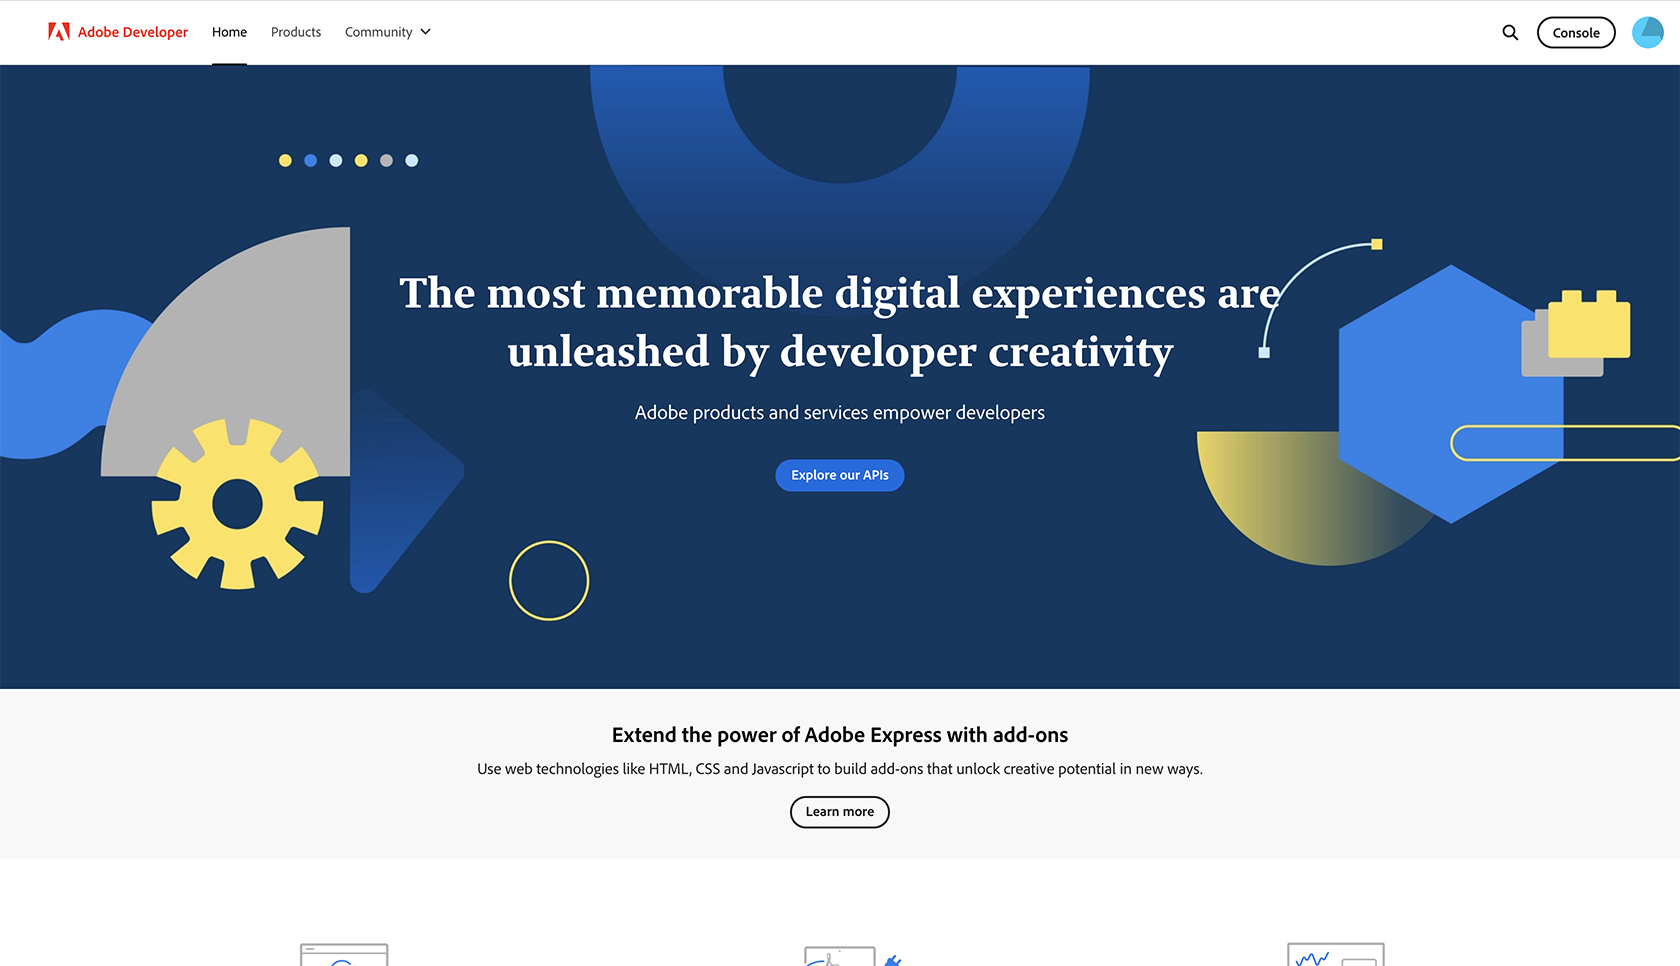 Adobe Developer
Home
Products
Community
Console
The most memorable digital experiences are
unleashed by developer creativity
Adobe products and services empower developers
Explore our APIs
Extend the power of Adobe Express with add-ons
Use web technologies like HTML, CSS and Javascript to build add-ons that unlock creative potential in new ways.
Learn more